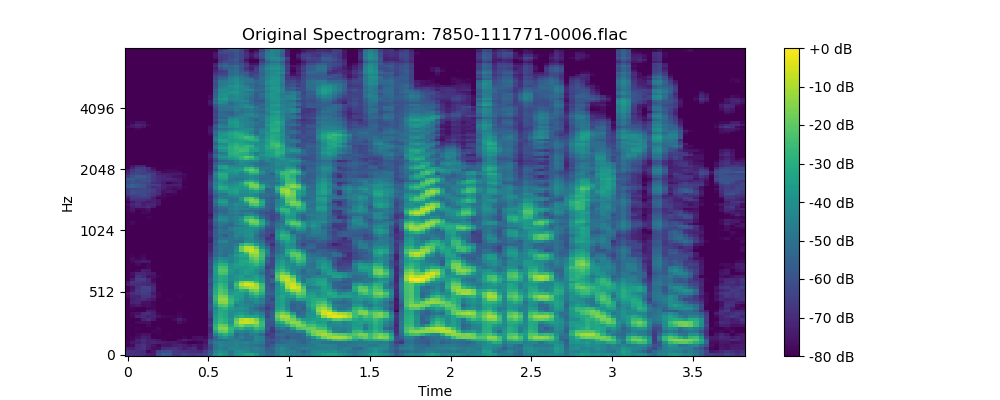 Original Spectrogram: 7850-111771-0006.flac
Hz
4096
2048
1024
512
0
0 0.5 1 1.5 2 2.5 3 3.5
Time
+0 dB
-10 dB
-20 dB
-30 dB
-40 dB
-50 dB
-60 dB
-70 dB
-80 dB